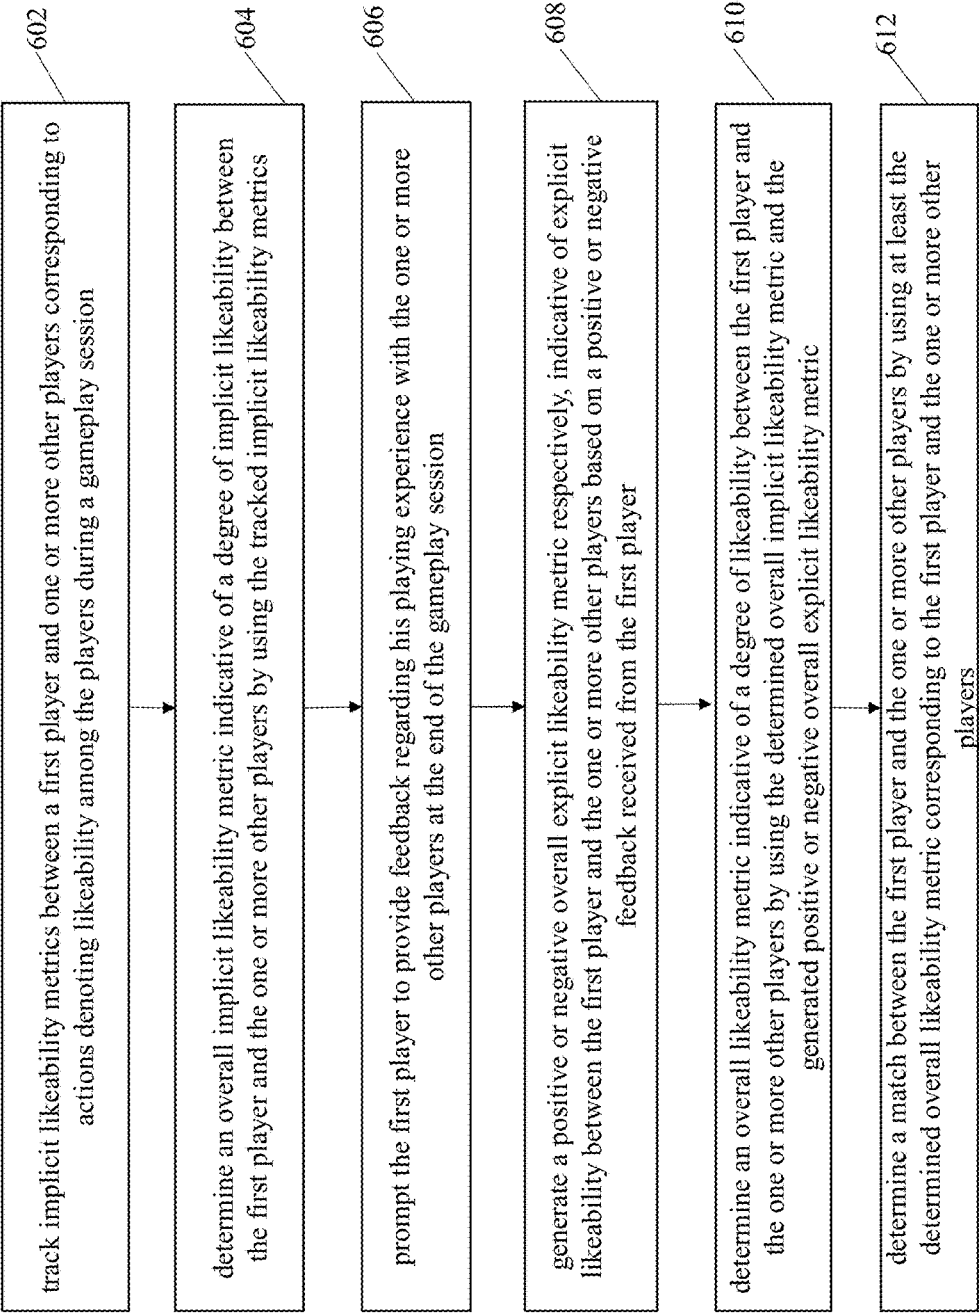 602
track implicit likeability metrics between a first player and one or more other players corresponding to
actions denoting likeability among the players during a gameplay session
604
determine an overall implicit likeability metric indicative of a degree of implicit likeability between
the first player and the one or more other players by using the tracked implicit likeability metrics
606
prompt the first player to provide feedback regarding his playing experience with the one or more
other players at the end of the gameplay session
608
generate a positive or negative overall explicit likeability metric respectively, indicative of explicit
likeability between the first player and the one or more other players based on a positive or negative
feedback received from the first player
610
determine an overall likeability metric indicative of a degree of likeability between the first player and
the one or more other players by using the determined overall implicit likeability metric and the
generated positive or negative overall explicit likeability metric
612
determine a match between the first player and the one or more other players by using at least the
determined overall likeability metric corresponding to the first player and the one or more other
players